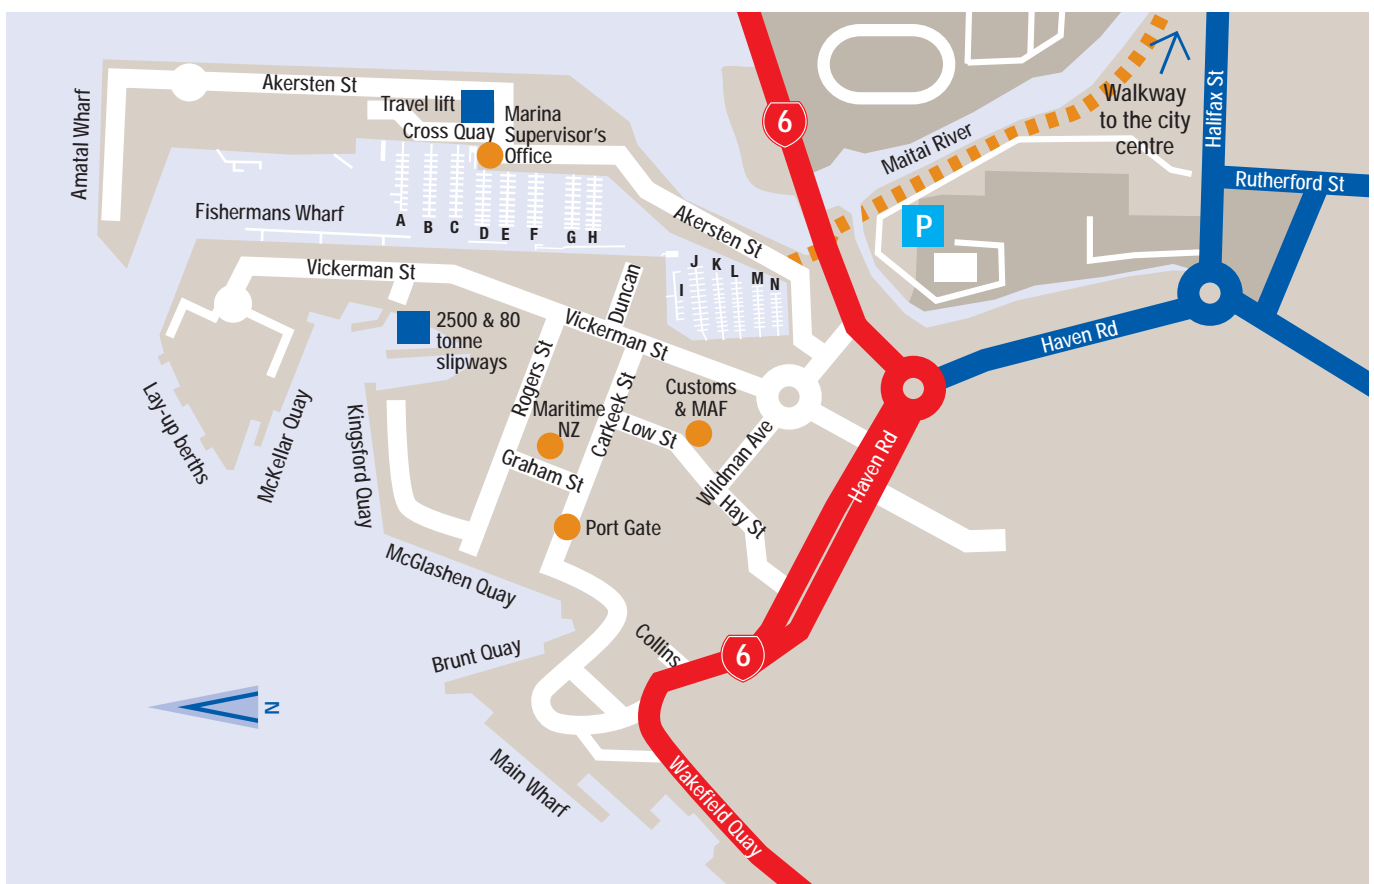 Akersten St
Travel lift
Marina
Supervisor's
Office
Cross Quay
Amatal Wharf
Fishermans Wharf
A
B
C
D
E
F
G
H
Akersten St
J
K
L
M
N
I
6
Maitai River
Walkway
to the city
centre
Halifax St
Rutherford St
P
Haven Rd
Vickerman St
Duncan
Vickerman St
2500 & 80
tonne
slipways
Rogers St
Carkeek St
Customs
& MAF
Maritime
NZ
Low St
Wildman Ave
Graham St
Hay St
Haven Rd
Port Gate
Lay-up berths
McKellar Quay
Kingsford Quay
McGlashen Quay
Brunt Quay
Collins
6
N
Main Wharf
Wakefield Quay